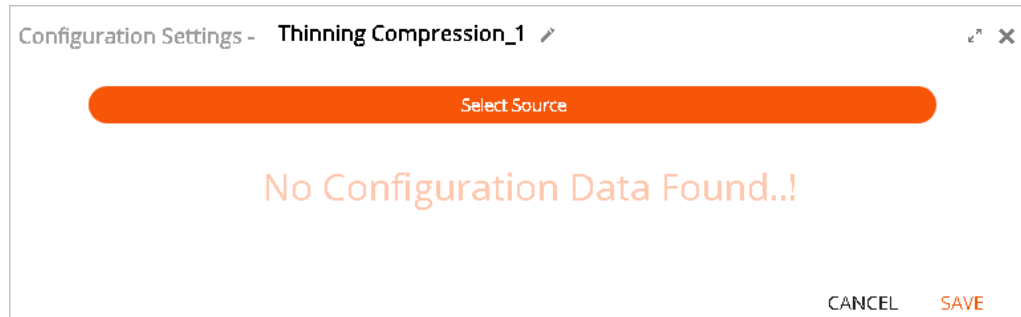 Configuration Settings - Thinning Compression_1
Select Source
No Configuration Data Found..!
CANCEL SAVE